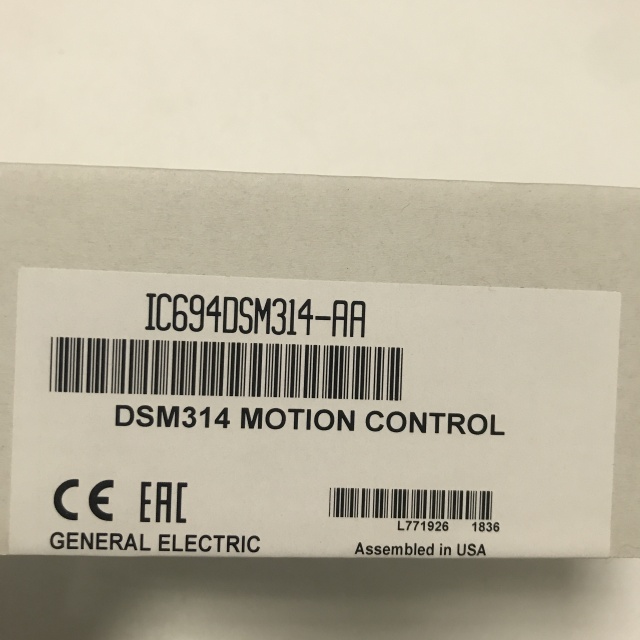 IC694DSM314-AA
DSM314 MOTION CONTROL
CE EAC
L771926 1836
GENERAL ELECTRIC
Assembled in USA